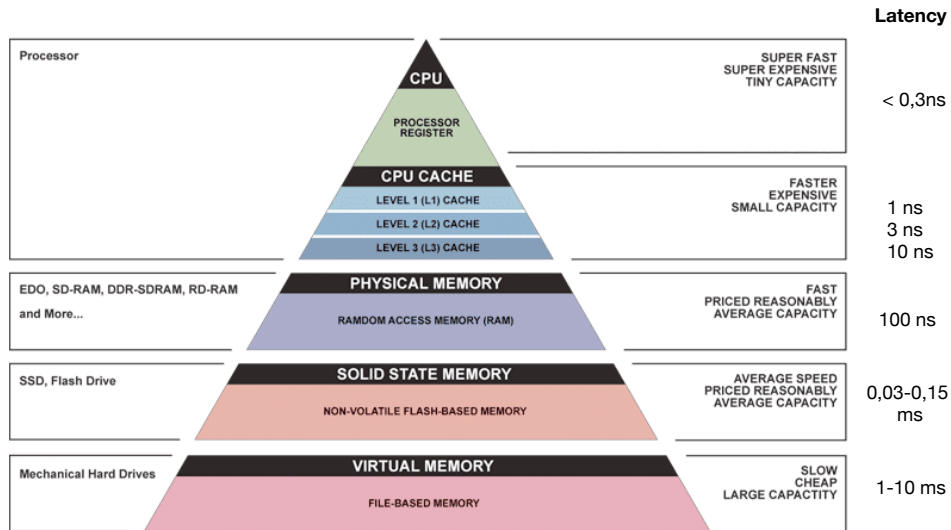 Latency
Processor
CPU
SUPER FAST
SUPER EXPENSIVE
TINY CAPACITY
< 0,3ns
PROCESSOR
REGISTER
CPU CACHE
LEVEL 1 (L1) CACHE
LEVEL 2 (L2) CACHE
LEVEL 3 (L3) CACHE
FASTER
EXPENSIVE
SMALL CAPACITY
1 ns
3 ns
10 ns
EDO, SD-RAM, DDR-SDRAM, RD-RAM
and More...
PHYSICAL MEMORY
RAMDOM ACCESS MEMORY (RAM)
FAST
PRICED REASONABLY
AVERAGE CAPACITY
100 ns
SSD, Flash Drive
SOLID STATE MEMORY
NON-VOLATILE FLASH-BASED MEMORY
AVERAGE SPEED
PRICED REASONABLY
AVERAGE CAPACITY
0,03-0,15
ms
Mechanical Hard Drives
VIRTUAL MEMORY
FILE-BASED MEMORY
SLOW
CHEAP
LARGE CAPACTITY
1-10 ms